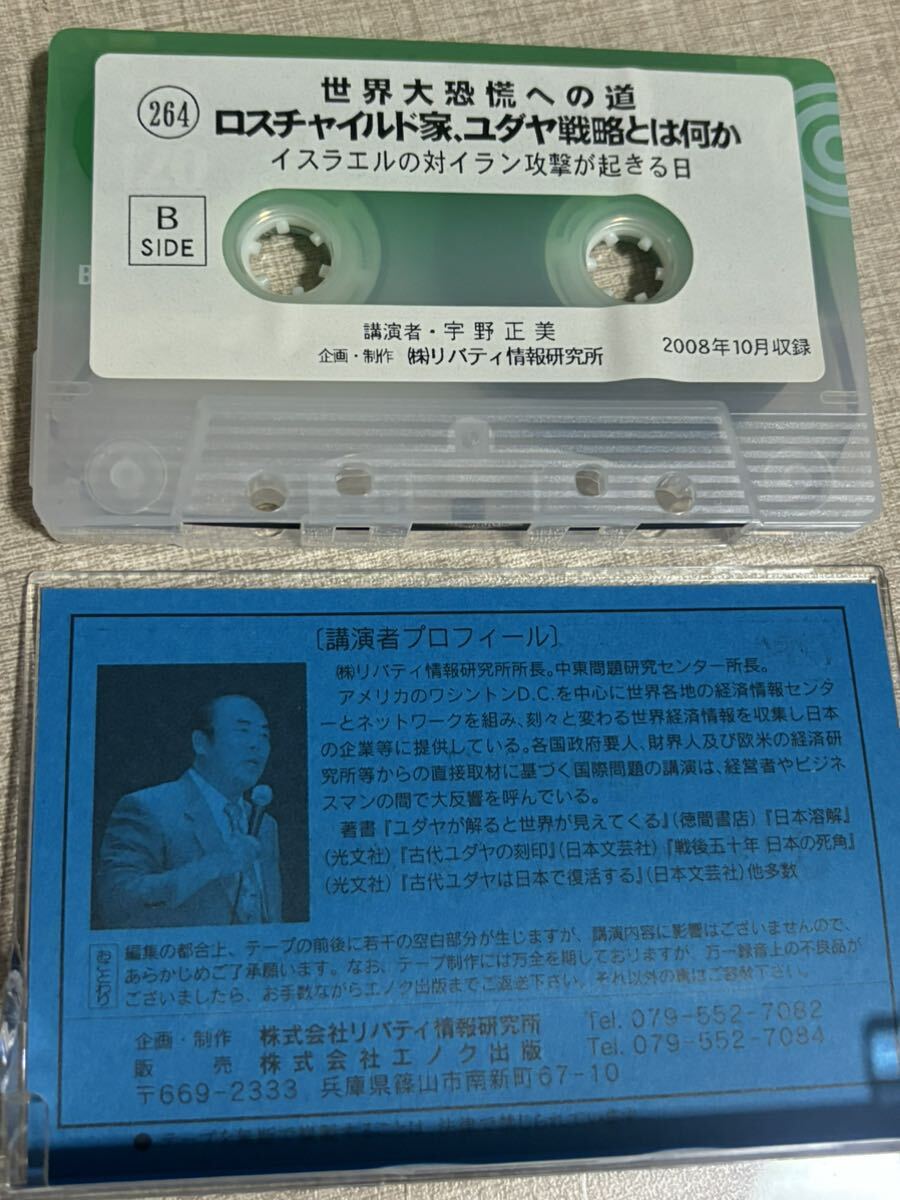 世界大恐慌への道
264
ロスチャイルド家、ユダヤ戦略とは何か
イスラエルの対イラン攻撃が起きる日
B
SIDE
講演者・宇野正美
企画・制作 ㈱リバティ情報研究所
2008年10月収録
〔講演者プロフィール〕
㈱リバティ情報研究所所長。中東問題研究センター所長。
アメリカのワシントンD.C.を中心に世界各地の経済情報センタ
ーとネットワークを組み、刻々と変わる世界経済情報を収集し日本
の企業等に提供している。各国政府要人、財界人及び欧米の経済研
究所等からの直接取材に基づく国際問題の講演は、経営者やビジネ
スマンの間で大反響を呼んでいる。
著書『ユダヤが解ると世界が見えてくる』(徳間書店)『日本溶解』
(光文社)『古代ユダヤの刻印』(日本文芸社)『戦後五十年 日本の死角』
(光文社)『古代ユダヤは日本で復活する』(日本文芸社)他多数
おことわり
編集の都合上、テープの前後に若干の空白部分が生じますが、講演内容に影響はございませんので、
あらかじめご了承願います。なお、テープ制作には万全を期しておりますが、万一録音上の不良品が
ございましたら、お手数ながらエノク出版までご返送下さい。それ以外の責はご容赦下さい。
企画・制作 株式会社リバティ情報研究所 Tel. 079-552-7082
販売 株式会社エノク出版 Tel. 079-552-7084
〒669-2333 兵庫県篠山市南新町67-10